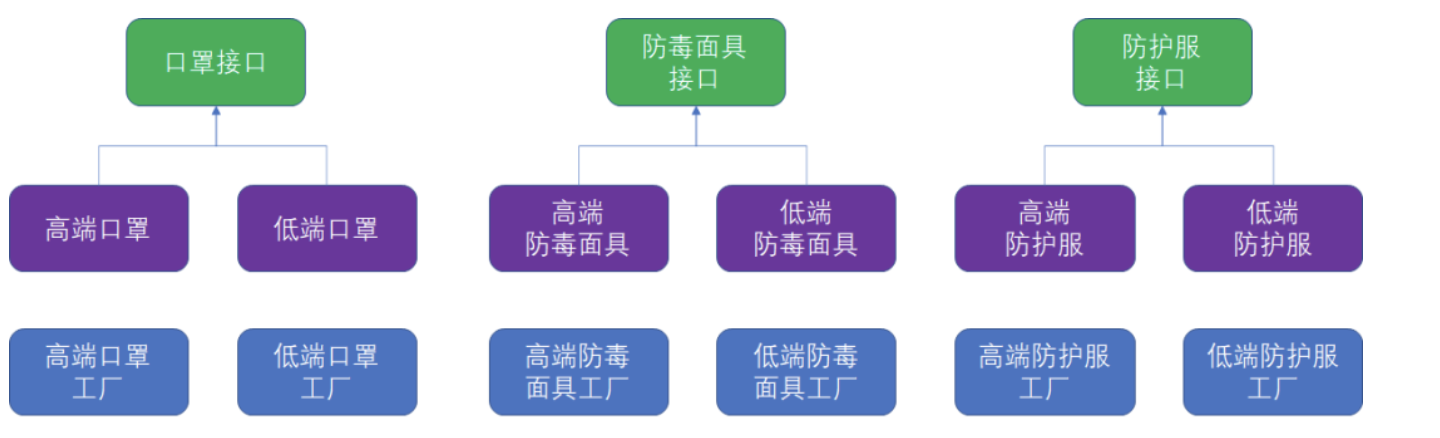 口罩接口
防毒面具
接口
防护服
接口
高端口罩
低端口罩
高端
防毒面具
低端
防毒面具
高端
防护服
低端
防护服
高端口罩
工厂
低端口罩
工厂
高端防毒
面具工厂
低端防毒
面具工厂
高端防护服
工厂
低端防护服
工厂